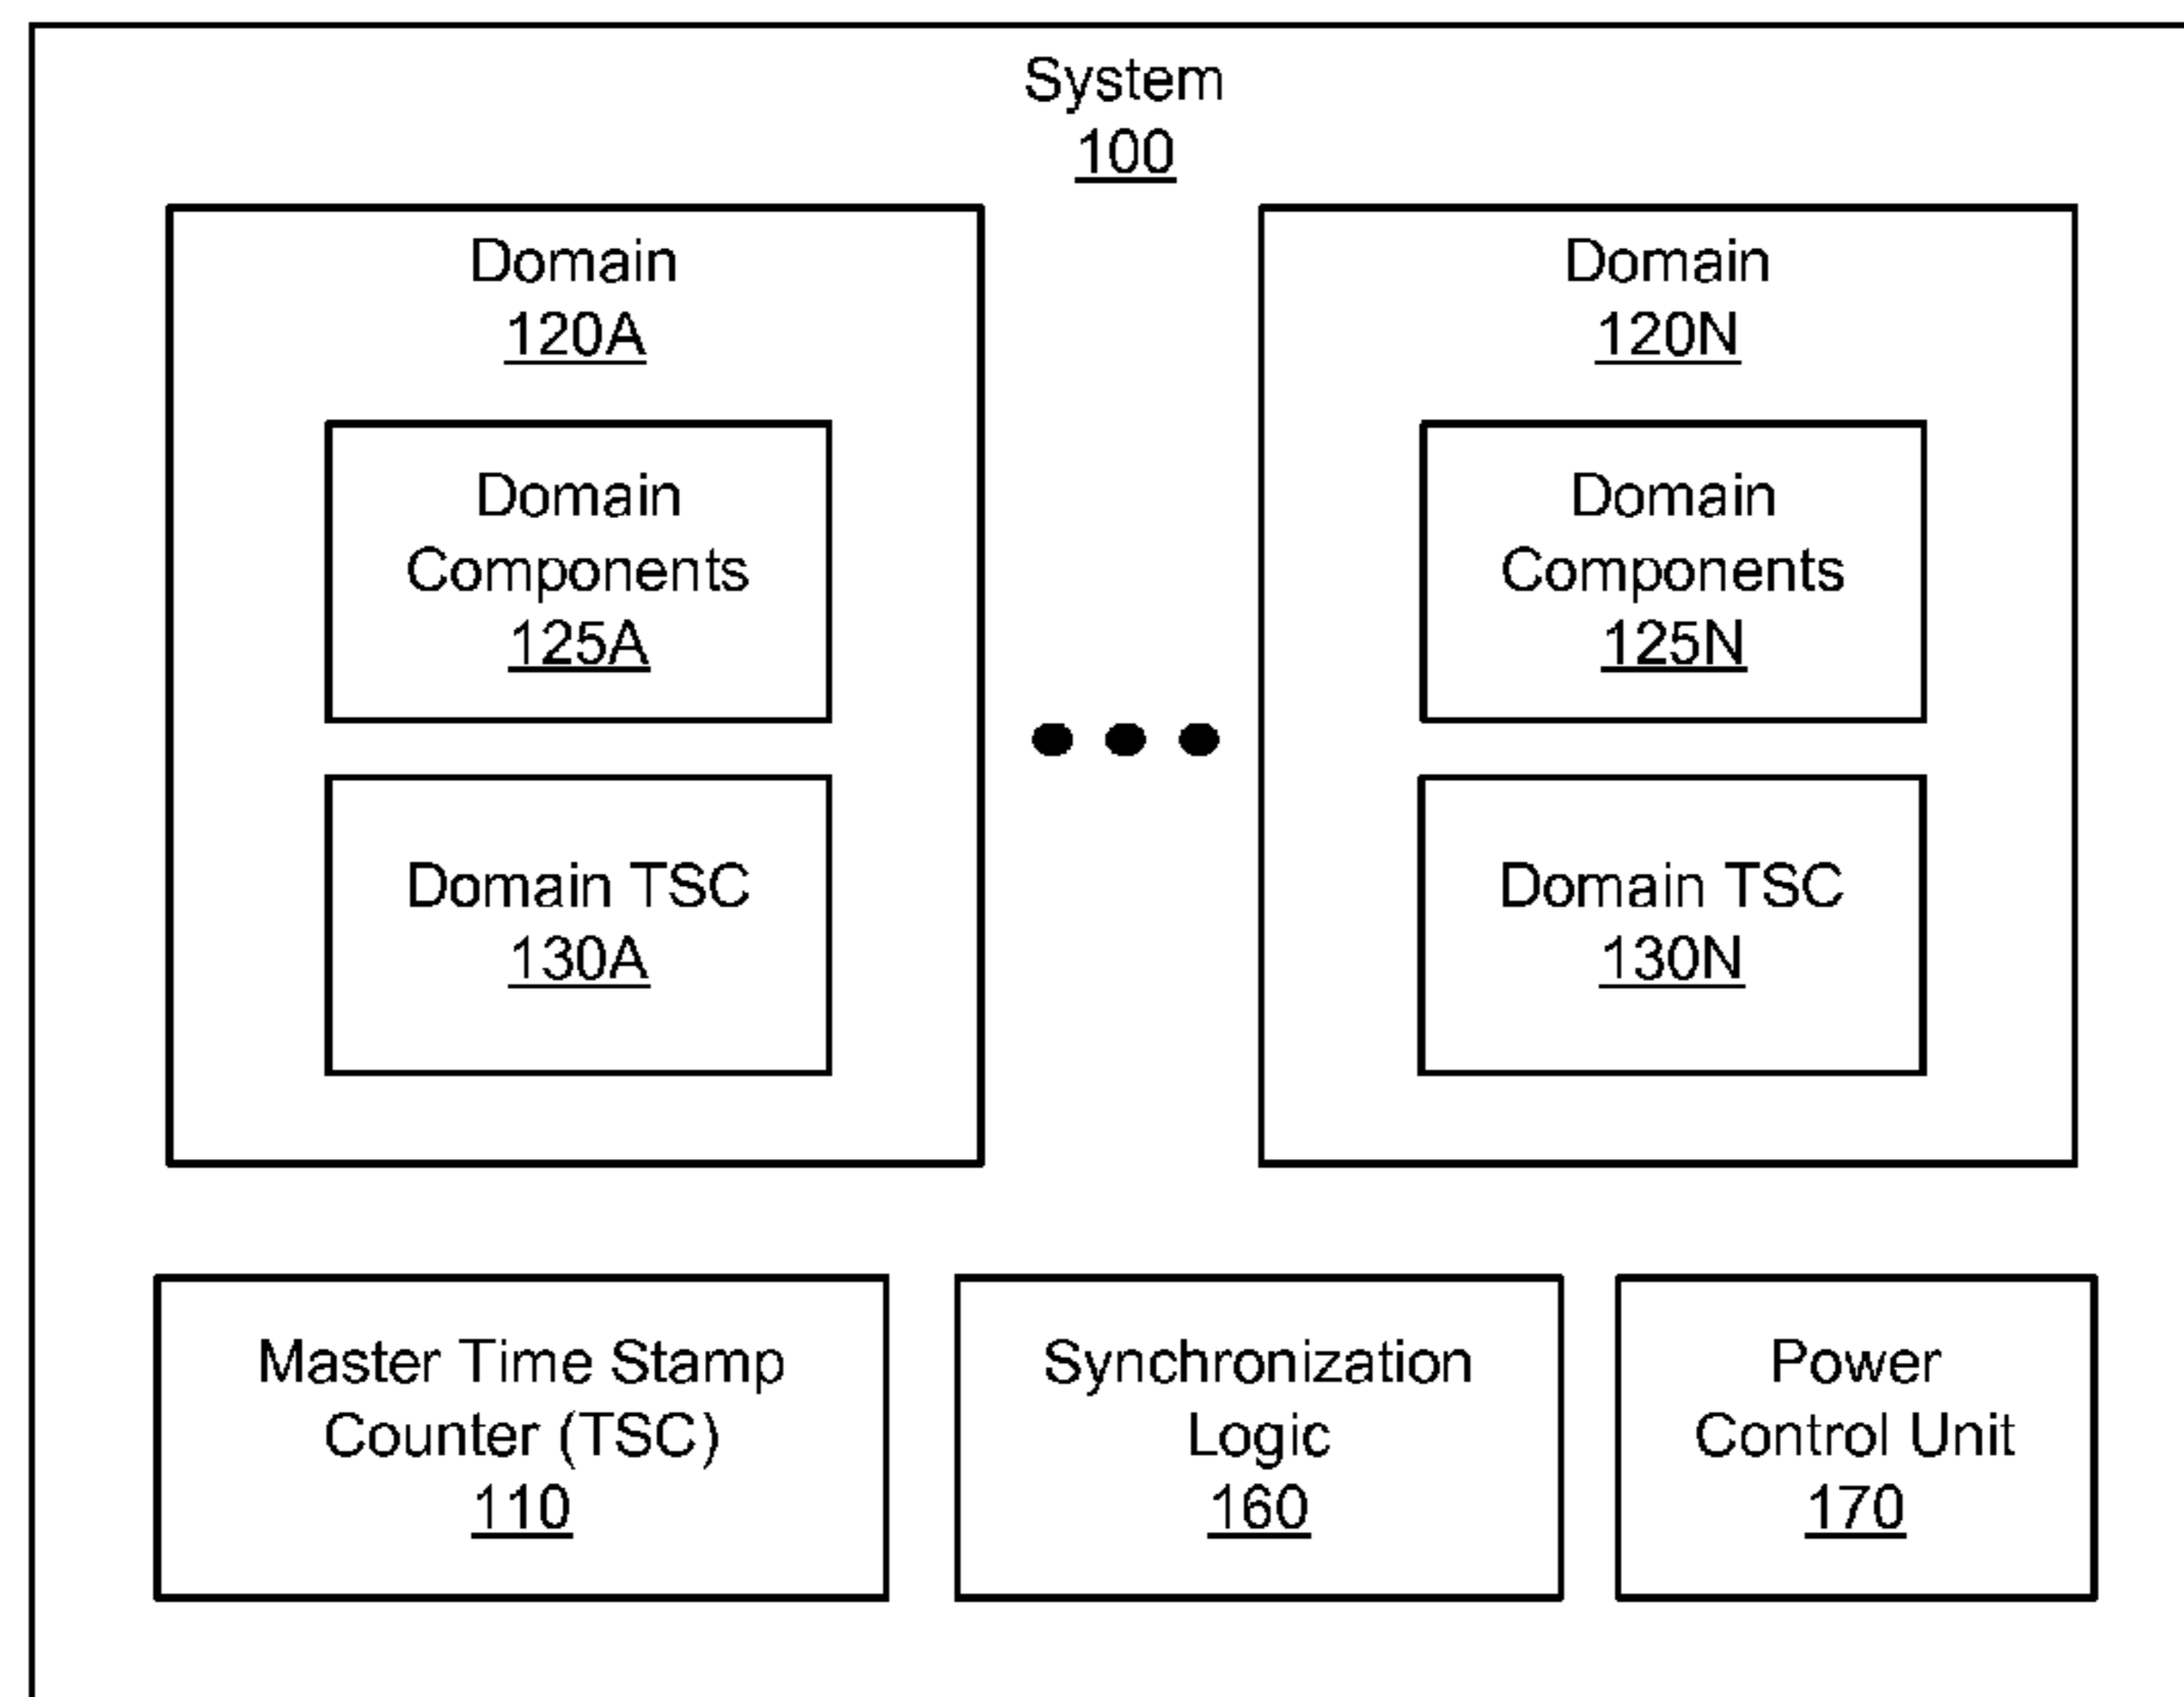 System
100
Domain
120A
Domain
Components
125A
Domain TSC
130A
Domain
120N
Domain
Components
125N
Domain TSC
130N
Master Time Stamp
Counter (TSC)
110
Synchronization
Logic
160
Power
Control Unit
170